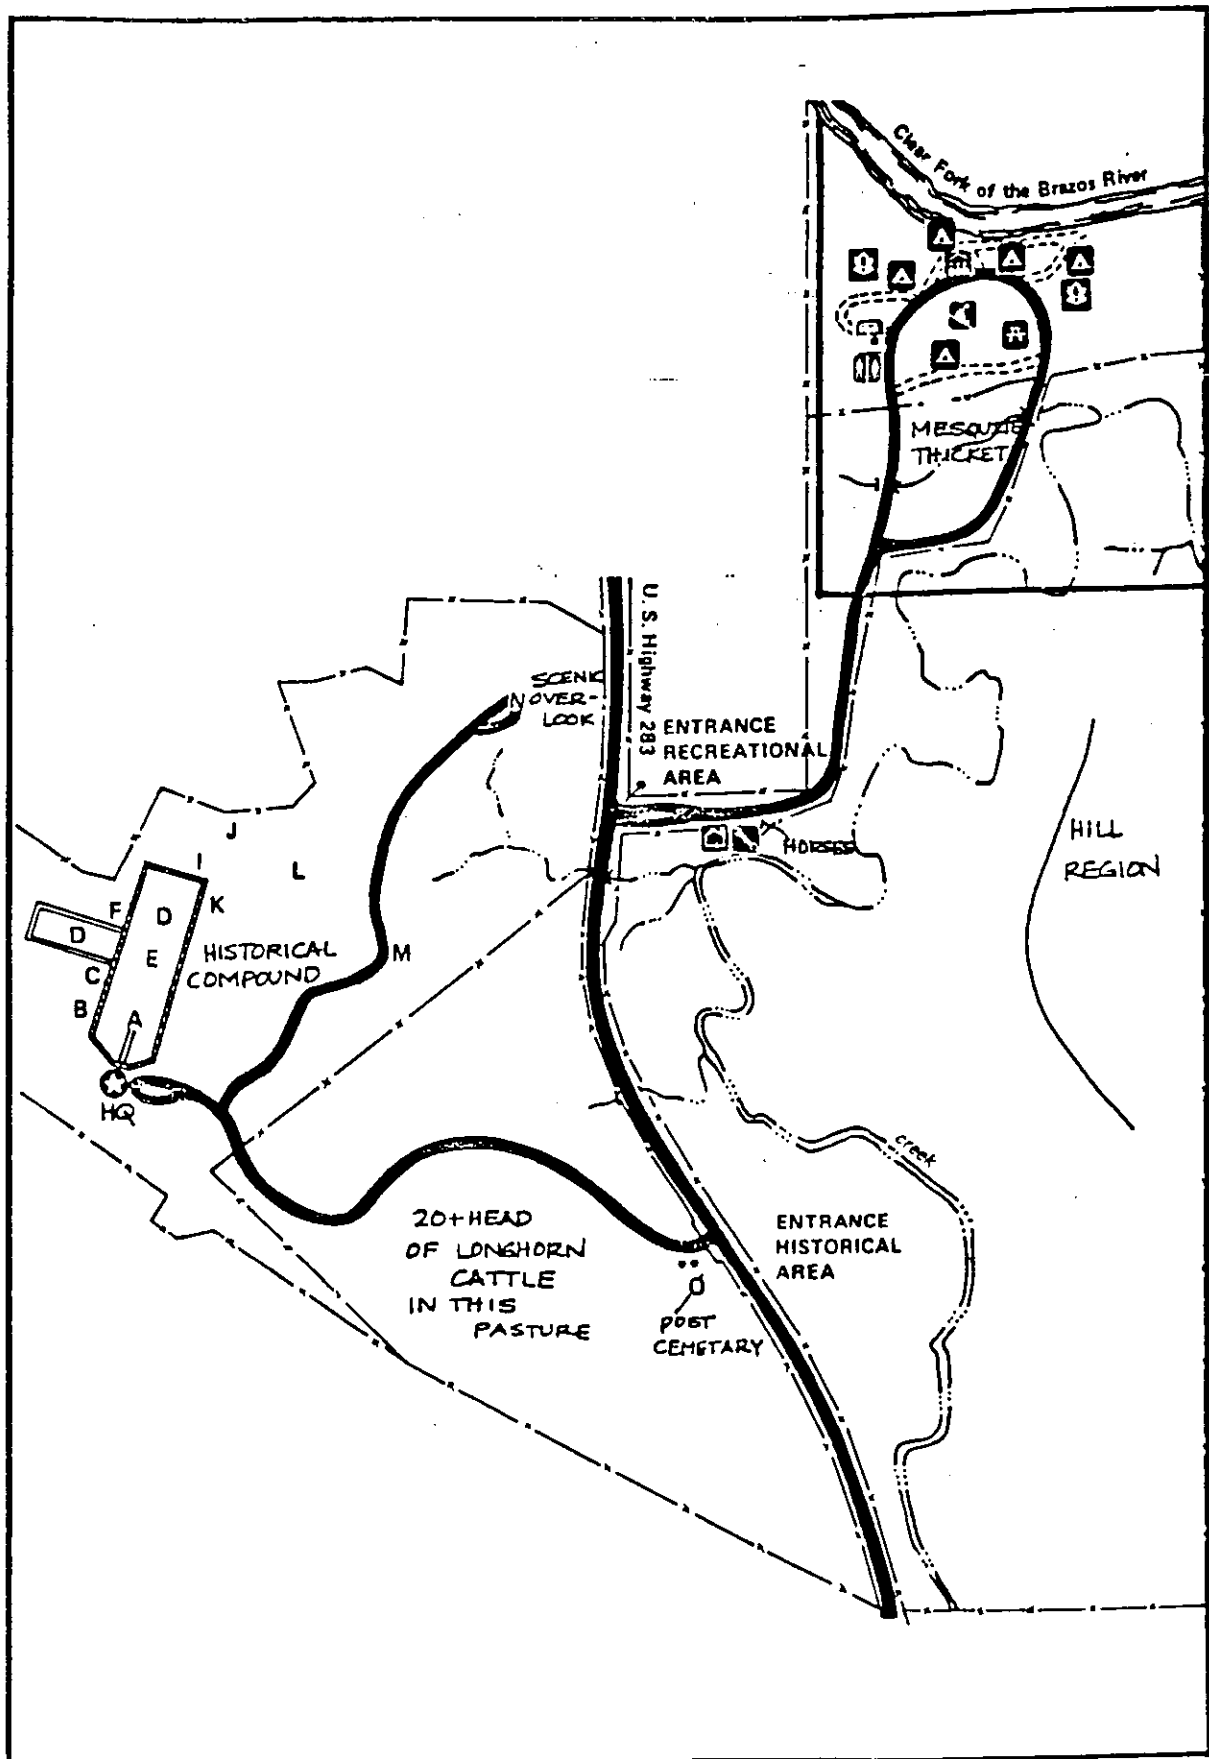 Clear Fork of the Brazos River
MESQUITE
THICKET
U.S. Highway 283
SCENIC
OVER-
LOOK
N
ENTRANCE
RECREATIONAL
AREA
HORSES
HILL
REGION
J
I
L
F
D
K
D
E
C
B
A
HISTORICAL
COMPOUND
M
HQ
creek
20+ HEAD
OF LONGHORN
CATTLE
IN THIS
PASTURE
ENTRANCE
HISTORICAL
AREA
O
POST
CEMETARY